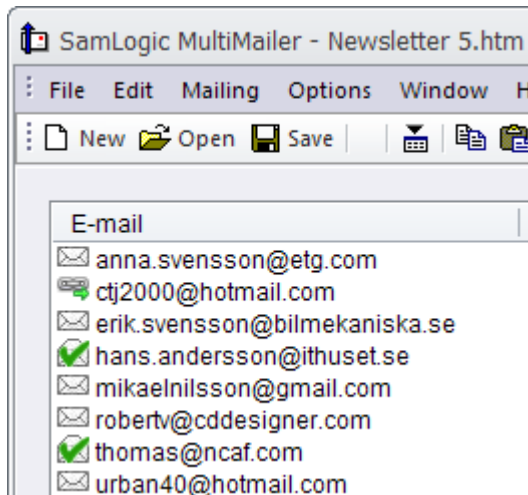 SamLogic MultiMailer - Newsletter 5.htm
File Edit Mailing Options Window H
New Open Save
E-mail
anna.svensson@etg.com
ctj2000@hotmail.com
erik.svensson@bilmekaniska.se
hans.andersson@ithuset.se
mikaelnilsson@gmail.com
robertv@cddesigner.com
thomas@ncaf.com
urban40@hotmail.com